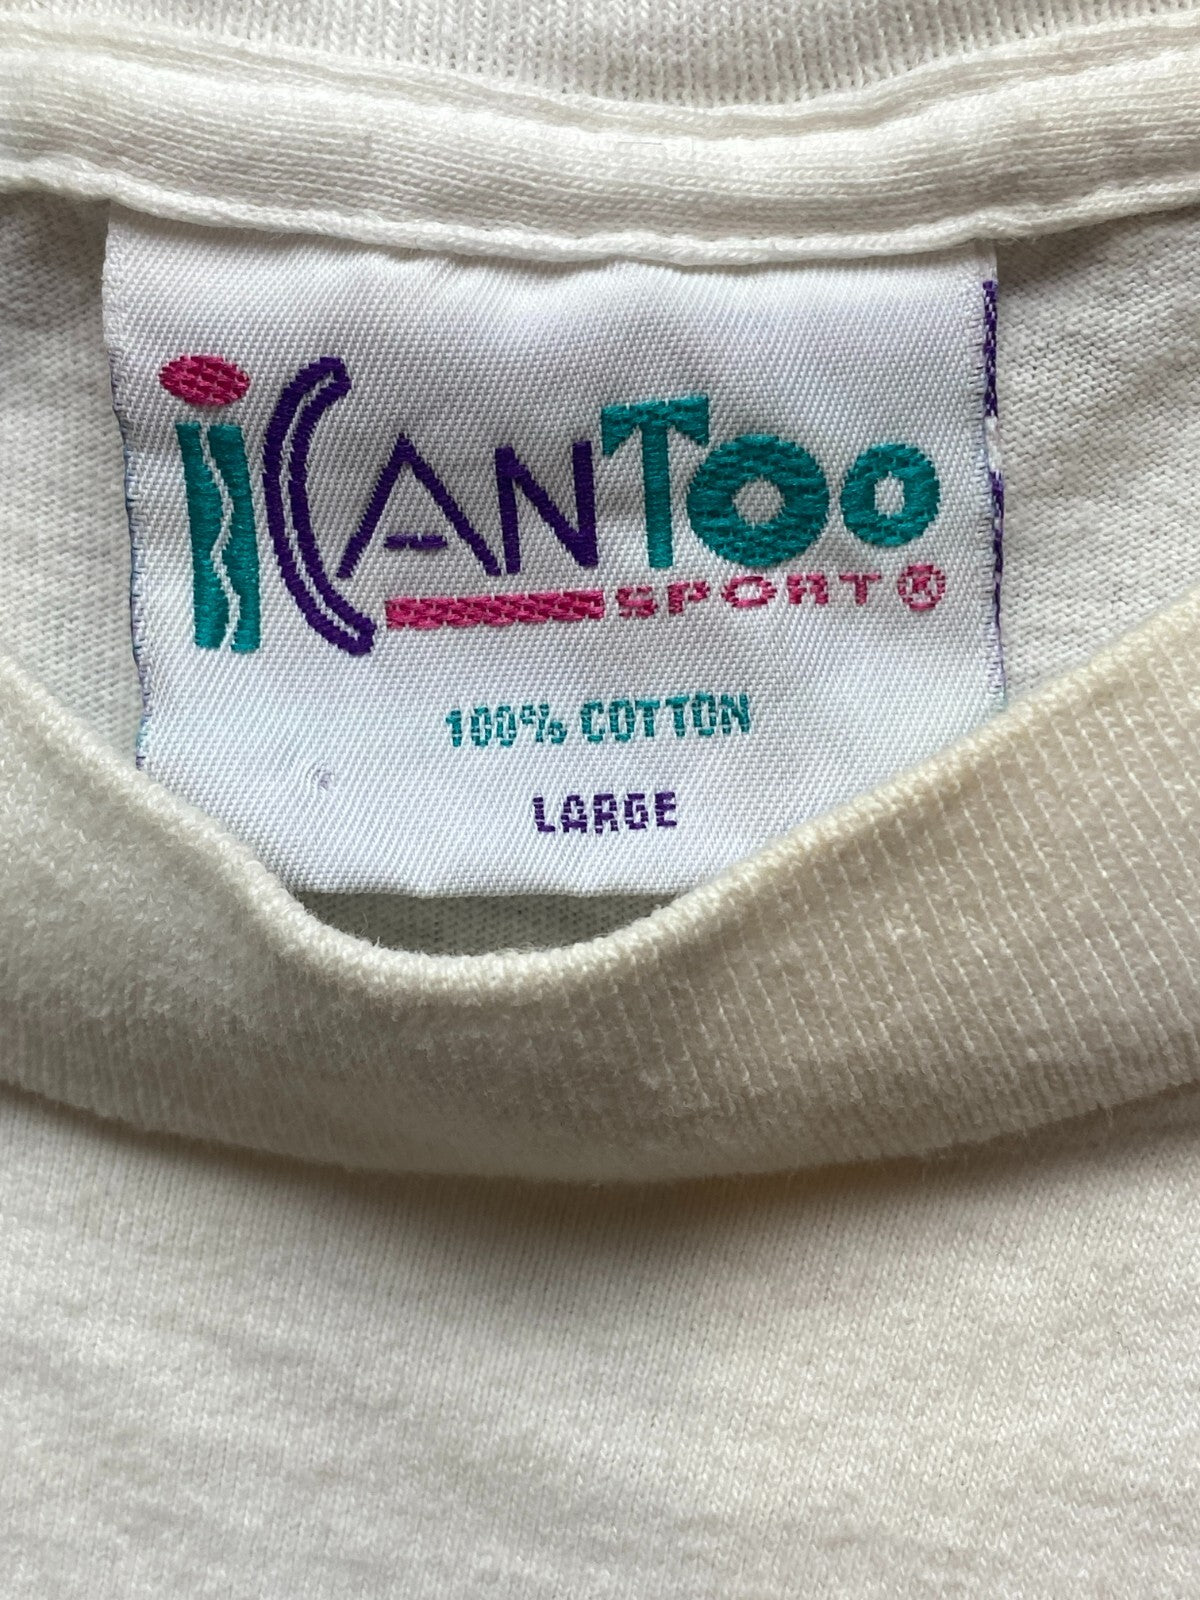 iCANTOO
SPORT®
100% COTTON
LARGE